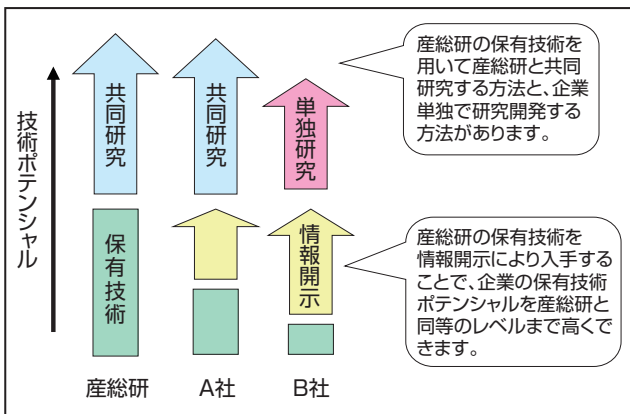 技術ポテンシャル
共同研究
共同研究
単独研究
産総研の保有技術を
用いて産総研と共同
研究する方法と、企業
単独で研究開発する
方法があります。
保有技術
情報開示
産総研の保有技術を
情報開示により入手する
ことで、企業の保有技術
ポテンシャルを産総研と
同等のレベルまで高くで
きます。
産総研
A社
B社